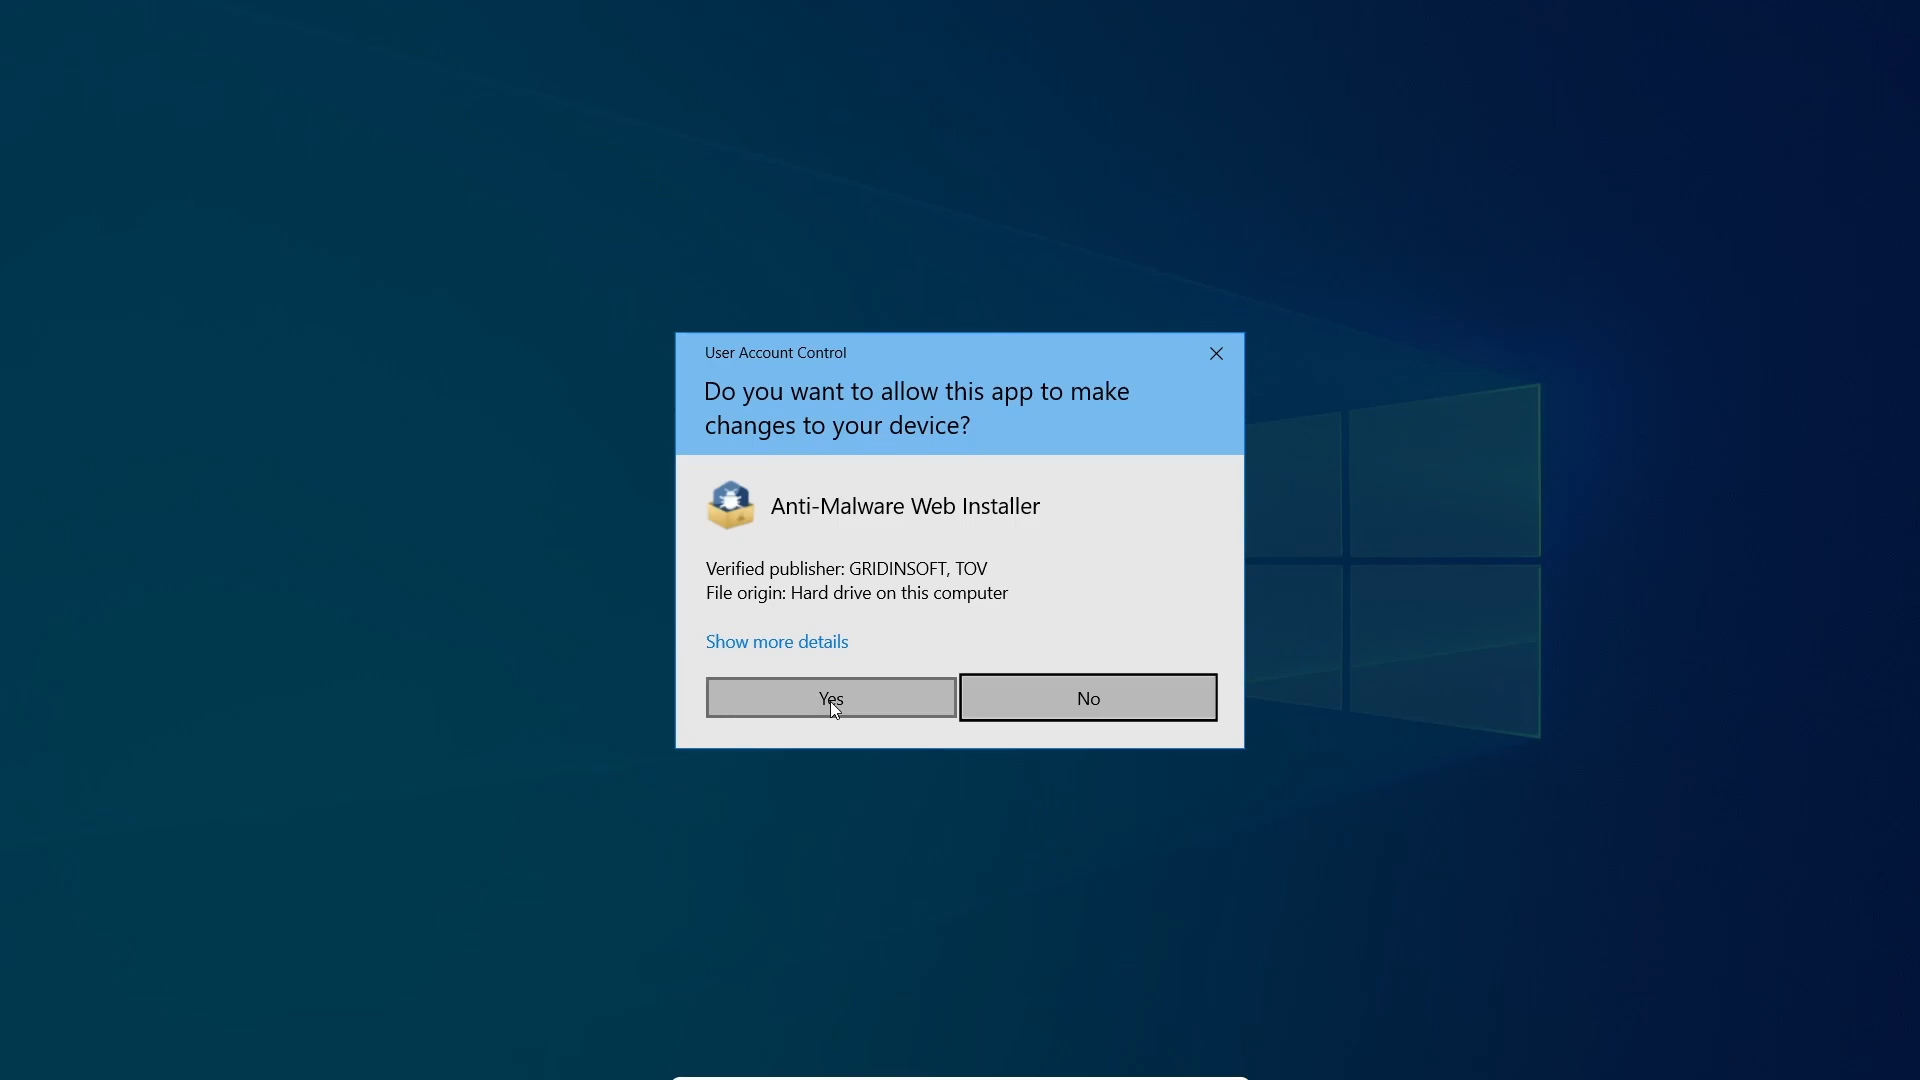 User Account Control
Do you want to allow this app to make
changes to your device?
Anti-Malware Web Installer
Verified publisher: GRIDINSOFT, TOV
File origin: Hard drive on this computer
Show more details
Yes
No